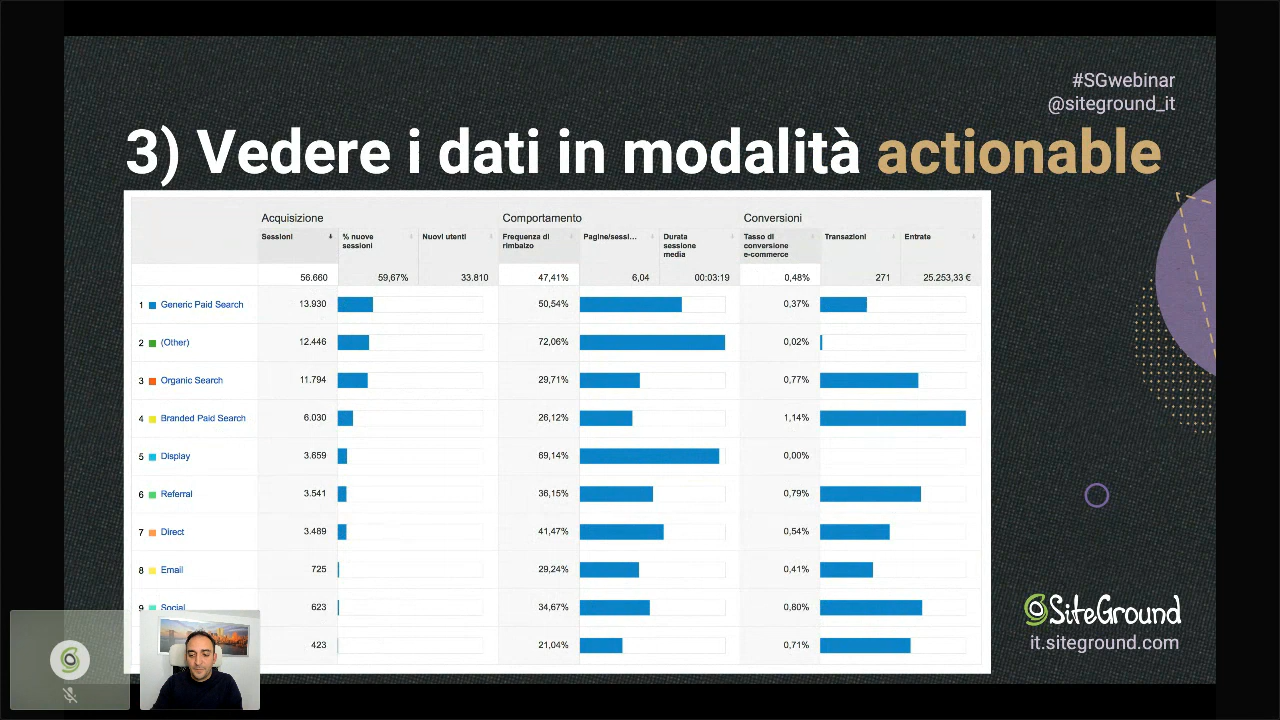 #SGwebinar
@siteground_it
3) Vedere i dati in modalità actionable
Acquisizione Comportamento Conversioni
Sessioni % nuove sessioni Nuovi utenti Frequenza di rimbalzo Pagine/sessi... Durata sessione media Tasso di conversione e-commerce Transazioni Entrate
56.660 59,67% 33.810 47,41% 6,04 00:03:19 0,48% 271 25.253,33 €
1 Generic Paid Search 13.930 50,54% 0,37%
2 (Other) 12.446 72,06% 0,02%
3 Organic Search 11.794 29,71% 0,77%
4 Branded Paid Search 6.030 26,12% 1,14%
5 Display 3.659 69,14% 0,00%
6 Referral 3.541 36,15% 0,79%
7 Direct 3.489 41,47% 0,54%
8 Email 725 29,24% 0,41%
9 Social 623 34,67% 0,80%
423 21,04% 0,71%
SiteGround
it.siteground.com